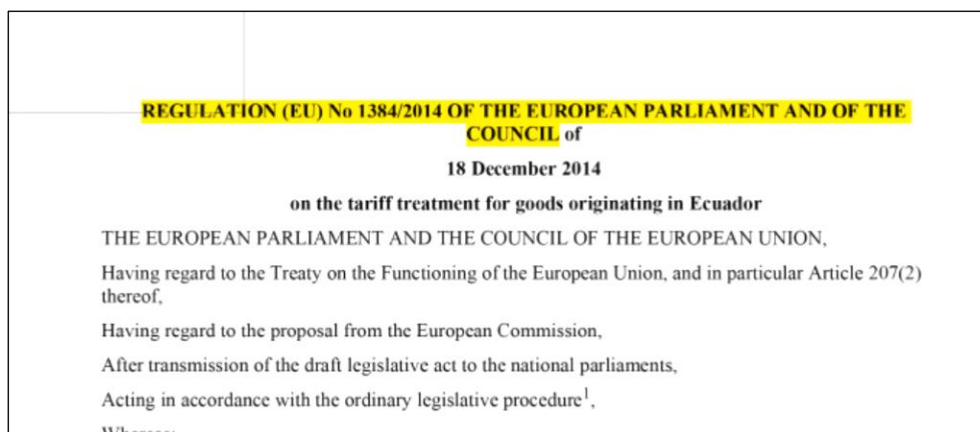 REGULATION (EU) No 1384/2014 OF THE EUROPEAN PARLIAMENT AND OF THE
COUNCIL of
18 December 2014
on the tariff treatment for goods originating in Ecuador
THE EUROPEAN PARLIAMENT AND THE COUNCIL OF THE EUROPEAN UNION,
Having regard to the Treaty on the Functioning of the European Union, and in particular Article 207(2)
thereof,
Having regard to the proposal from the European Commission,
After transmission of the draft legislative act to the national parliaments,
Acting in accordance with the ordinary legislative procedure¹,